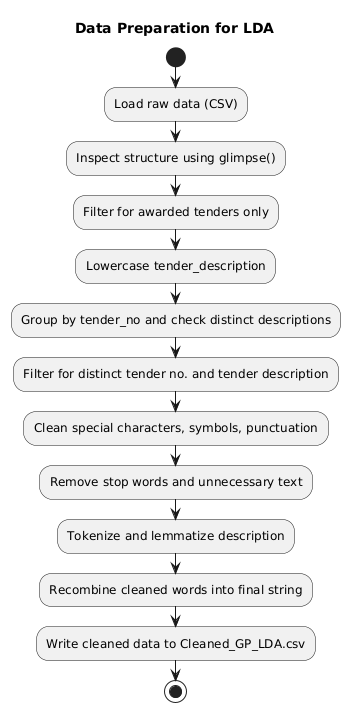 Data Preparation for LDA
Load raw data (CSV)
Inspect structure using glimpse()
Filter for awarded tenders only
Lowercase tender_description
Group by tender_no and check distinct descriptions
Filter for distinct tender no. and tender description
Clean special characters, symbols, punctuation
Remove stop words and unnecessary text
Tokenize and lemmatize description
Recombine cleaned words into final string
Write cleaned data to Cleaned_GP_LDA.csv